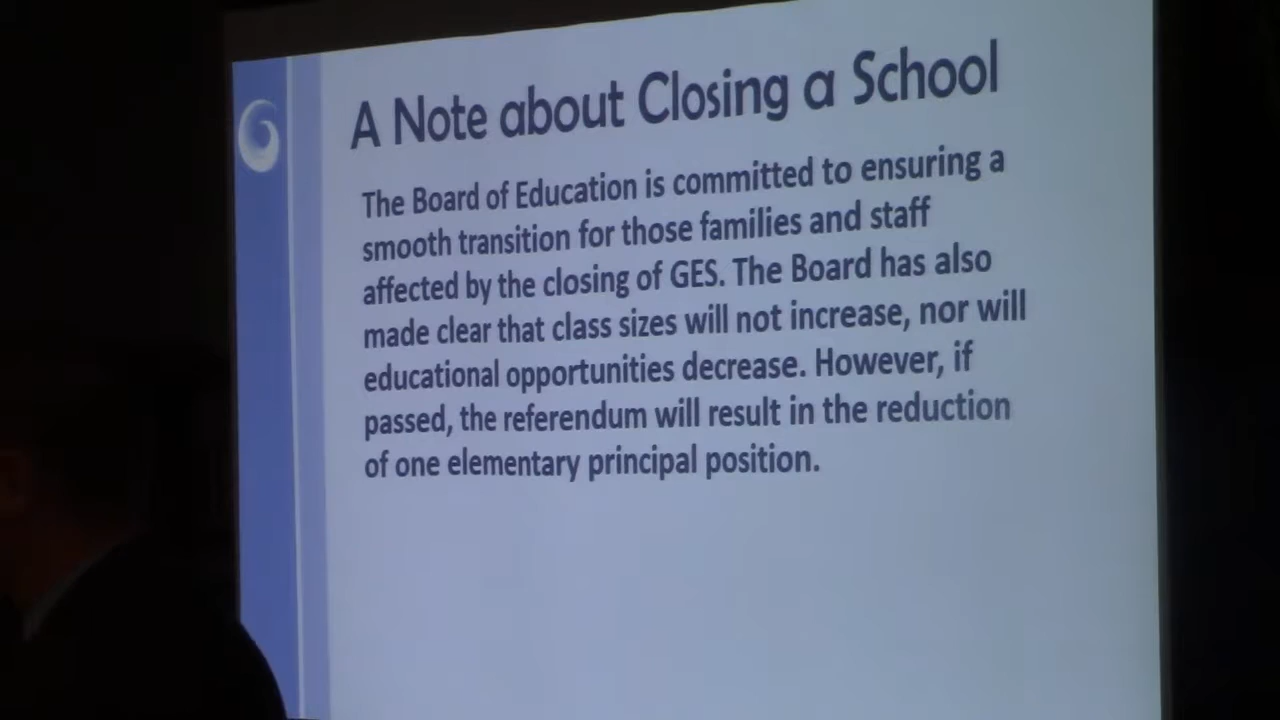 A Note about Closing a School
The Board of Education is committed to ensuring a
smooth transition for those families and staff
affected by the closing of GES. The Board has also
made clear that class sizes will not increase, nor will
educational opportunities decrease. However, if
passed, the referendum will result in the reduction
of one elementary principal position.